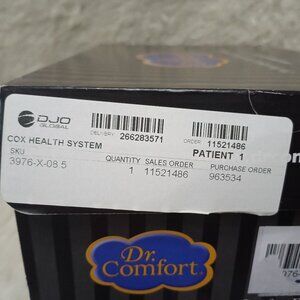 DJO
GLOBAL
DELIVERY 266283571
ORDER 11521486
COX HEALTH SYSTEM
PATIENT 1
SKU
QUANTITY SALES ORDER PURCHASE ORDER
3976-X-08.5 1 11521486 963534
Dr.
Comfort